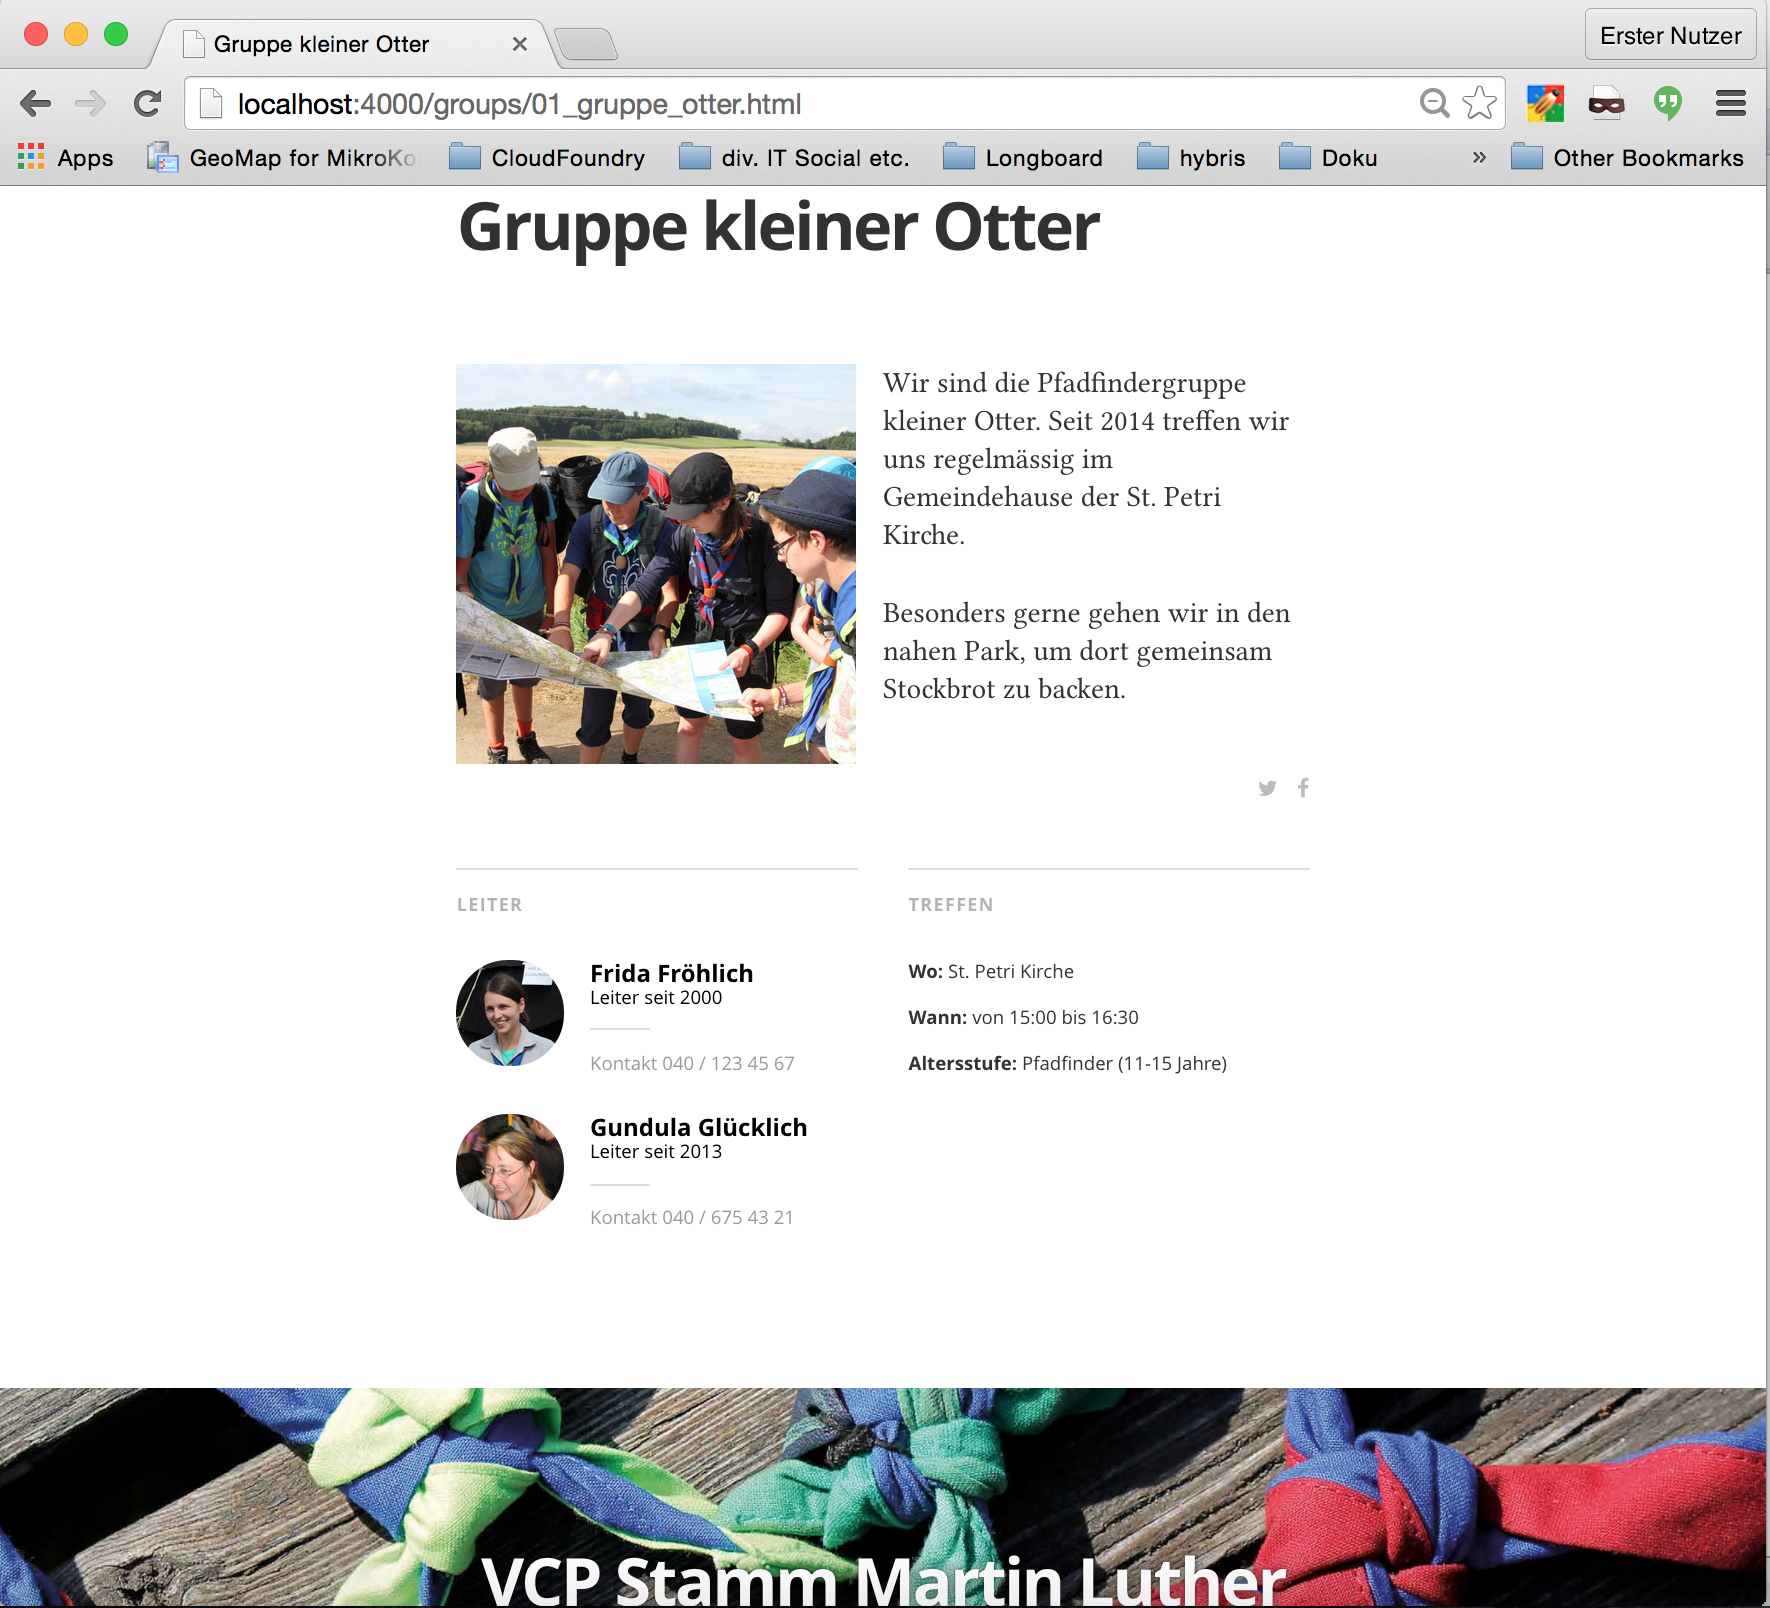 Gruppe kleiner Otter
Erster Nutzer
localhost:4000/groups/01_gruppe_otter.html
Apps
GeoMap for MikroKo
CloudFoundry
div. IT Social etc.
Longboard
hybris
Doku
»
Other Bookmarks
Gruppe kleiner Otter
Wir sind die Pfadfindergruppe
kleiner Otter. Seit 2014 treffen wir
uns regelmässig im
Gemeindehause der St. Petri
Kirche.
Besonders gerne gehen wir in den
nahen Park, um dort gemeinsam
Stockbrot zu backen.
LEITER
Frida Fröhlich
Leiter seit 2000
Kontakt 040 / 123 45 67
Gundula Glücklich
Leiter seit 2013
Kontakt 040 / 675 43 21
TREFFEN
Wo: St. Petri Kirche
Wann: von 15:00 bis 16:30
Altersstufe: Pfadfinder (11-15 Jahre)
VCP Stamm Martin Luther